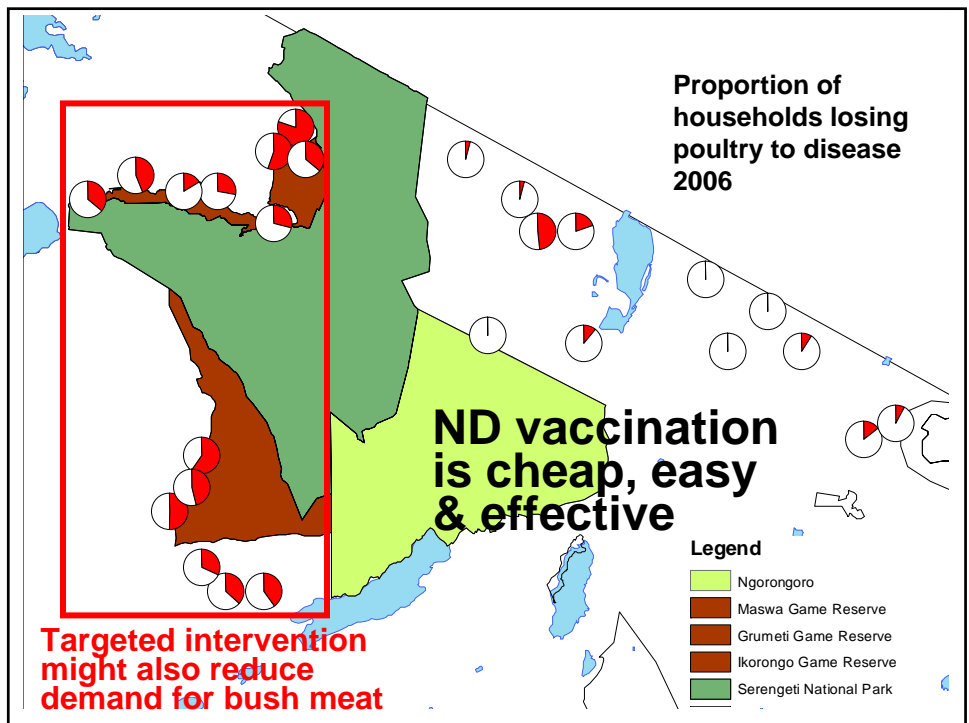 Proportion of
households losing
poultry to disease
2006
ND vaccination
is cheap, easy
& effective
Targeted intervention
might also reduce
demand for bush meat
Legend
Ngorongoro
Maswa Game Reserve
Grumeti Game Reserve
Ikorongo Game Reserve
Serengeti National Park